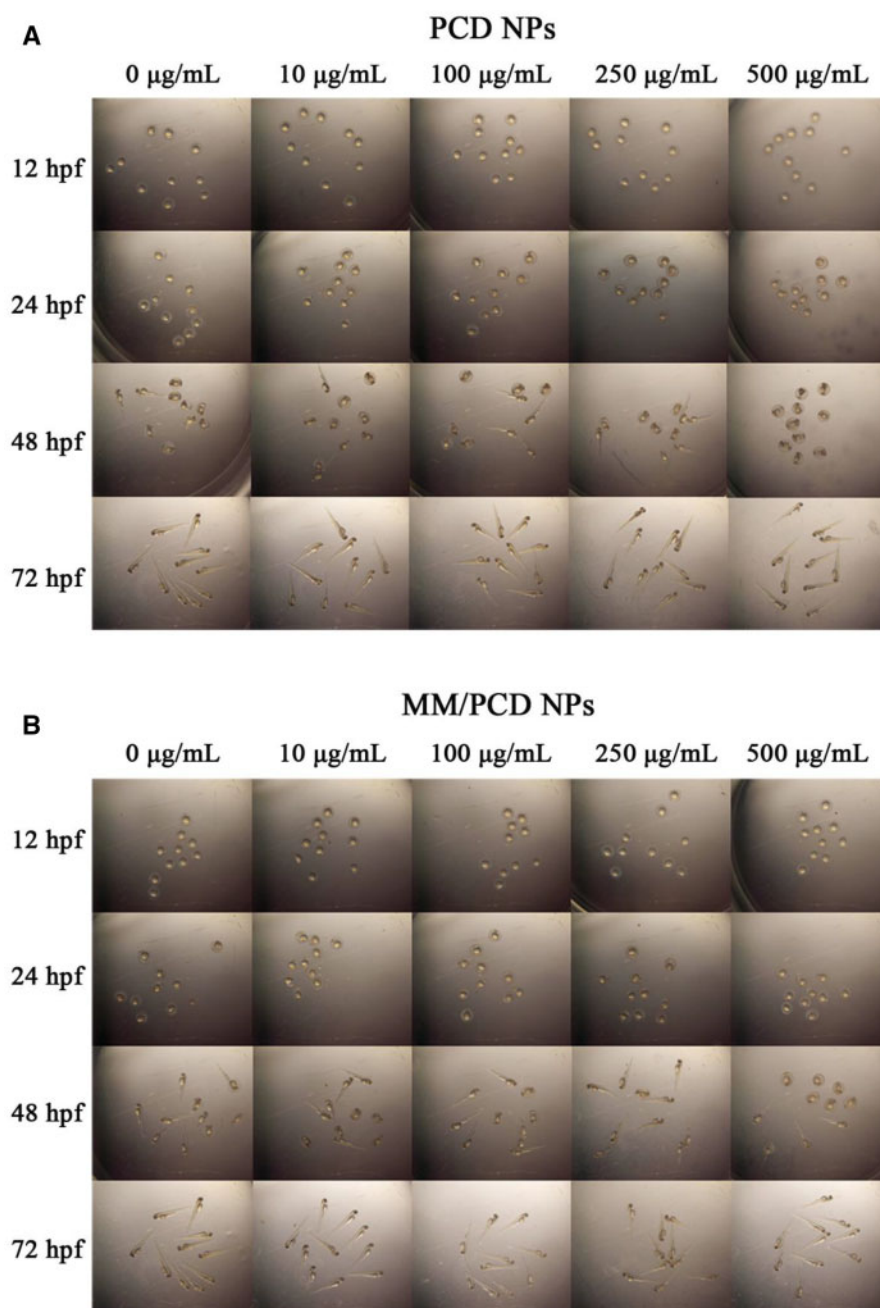 A
PCD NPs
0 μg/mL 10 μg/mL 100 μg/mL 250 μg/mL 500 μg/mL
12 hpf
24 hpf
48 hpf
72 hpf
B
MM/PCD NPs
0 μg/mL 10 μg/mL 100 μg/mL 250 μg/mL 500 μg/mL
12 hpf
24 hpf
48 hpf
72 hpf